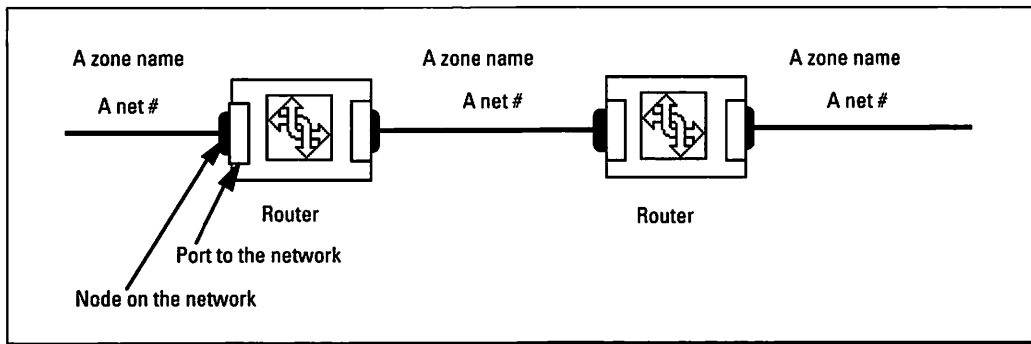 A zone name
A zone name
A zone name
A net #
A net #
A net #
Router
Router
Port to the network
Node on the network